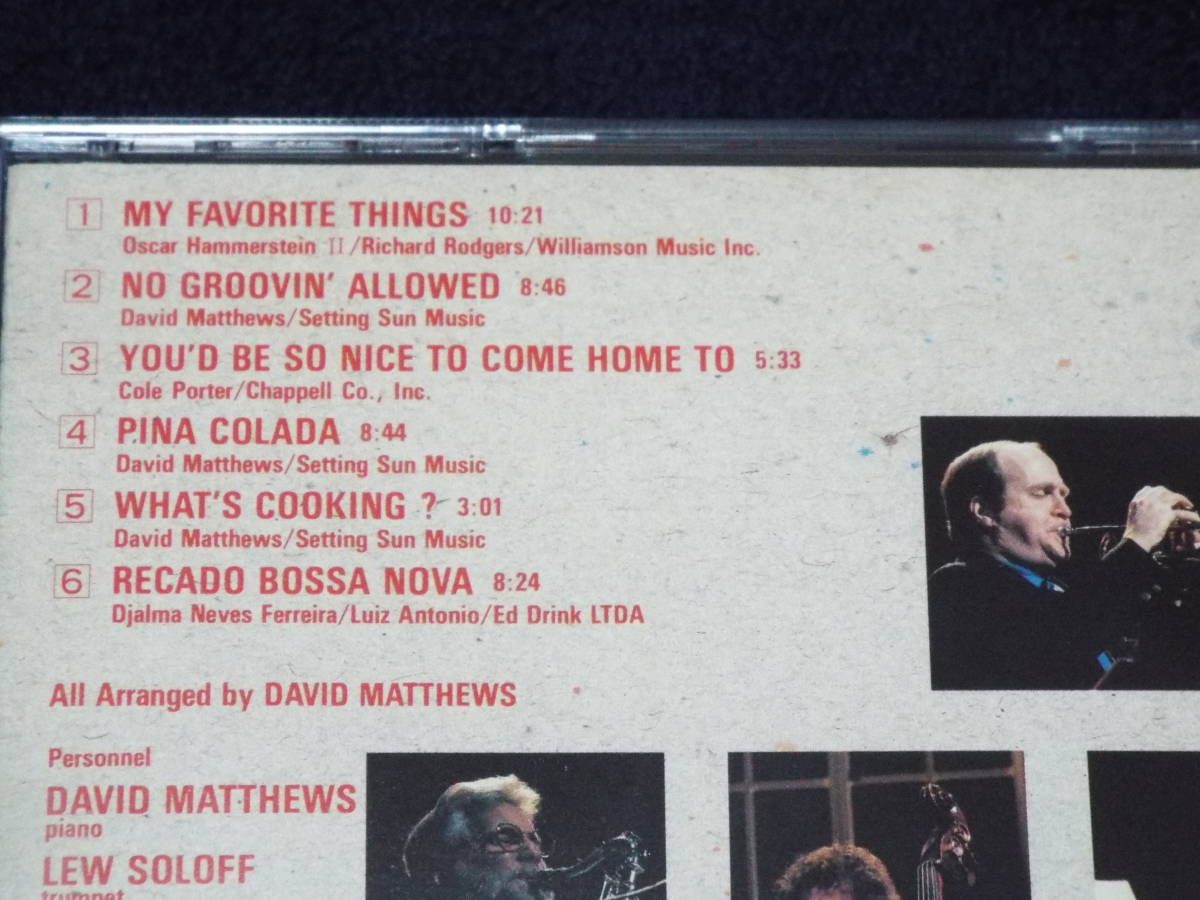 1 MY FAVORITE THINGS 10:21
Oscar Hammerstein II/Richard Rodgers/Williamson Music Inc.
2 NO GROOVIN' ALLOWED 8:46
David Matthews/Setting Sun Music
3 YOU'D BE SO NICE TO COME HOME TO 5:33
Cole Porter/Chappell Co., Inc.
4 PINA COLADA 8:44
David Matthews/Setting Sun Music
5 WHAT'S COOKING ? 3:01
David Matthews/Setting Sun Music
6 RECADO BOSSA NOVA 8:24
Djalma Neves Ferreira/Luiz Antonio/Ed Drink LTDA
All Arranged by DAVID MATTHEWS
Personnel
DAVID MATTHEWS
piano
LEW SOLOFF
trumpet